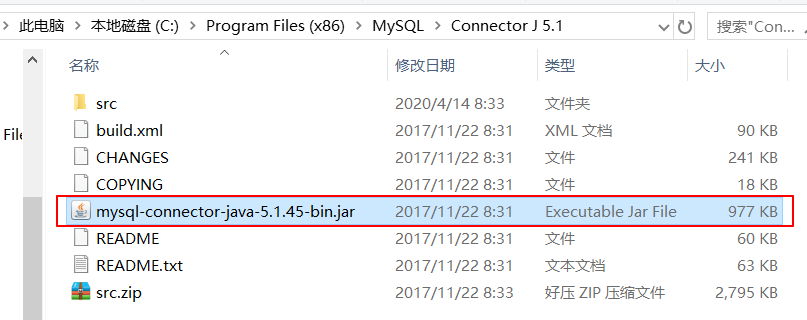 此电脑 > 本地磁盘 (C:) > Program Files (x86) > MySQL > Connector J 5.1 搜索"Con...
名称 修改日期 类型 大小
src 2020/4/14 8:33 文件夹
File build.xml 2017/11/22 8:31 XML 文档 90 KB
CHANGES 2017/11/22 8:31 文件 241 KB
COPYING 2017/11/22 8:31 文件 18 KB
mysql-connector-java-5.1.45-bin.jar 2017/11/22 8:31 Executable Jar File 977 KB
README 2017/11/22 8:31 文件 60 KB
README.txt 2017/11/22 8:31 文本文档 63 KB
src.zip 2017/11/22 8:33 好压 ZIP 压缩文件 2,795 KB